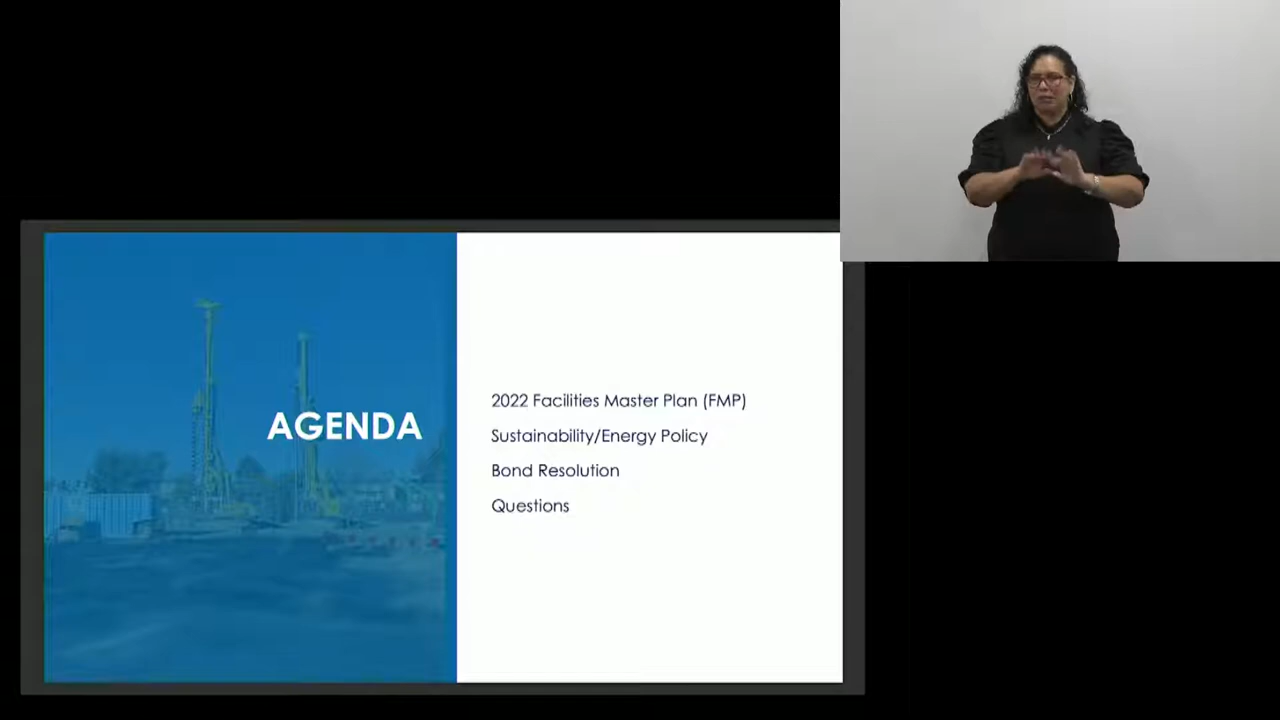 AGENDA
2022 Facilities Master Plan (FMP)
Sustainability/Energy Policy
Bond Resolution
Questions